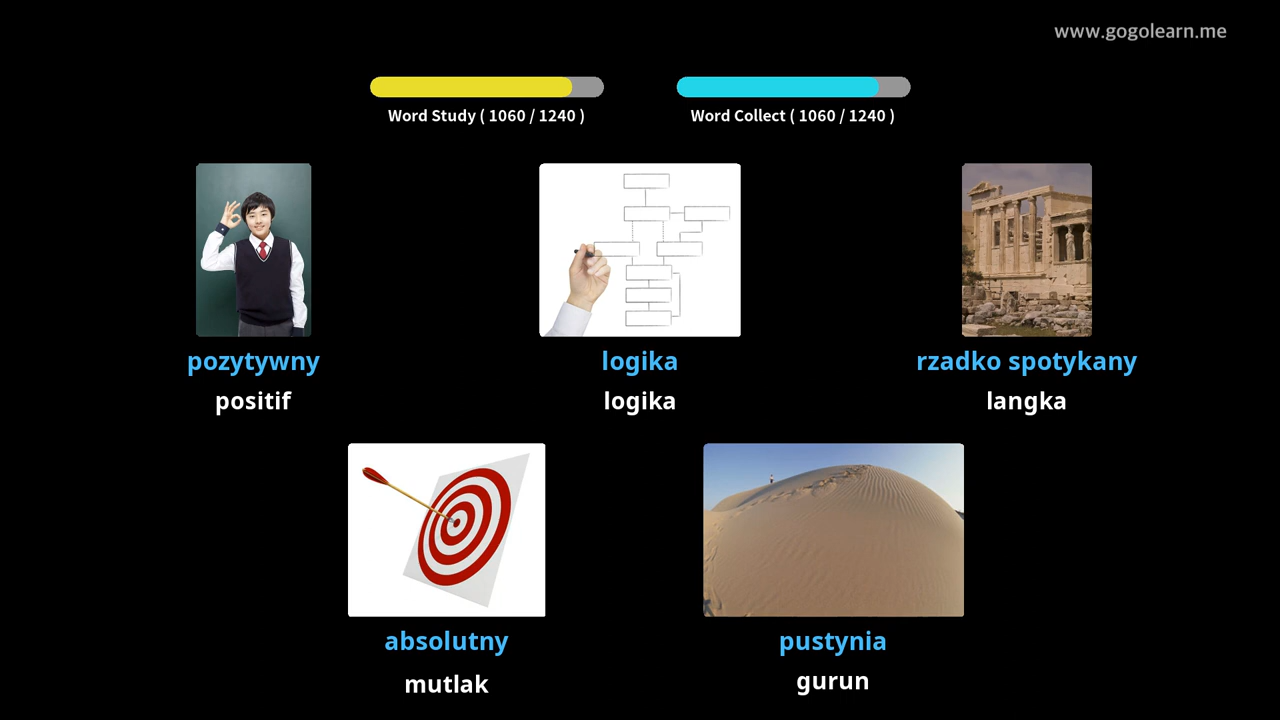 www.gogolearn.me
Word Study ( 1060 / 1240 )
Word Collect ( 1060 / 1240 )
pozytywny
positif
logika
logika
rzadko spotykany
langka
absolutny
mutlak
pustynia
gurun